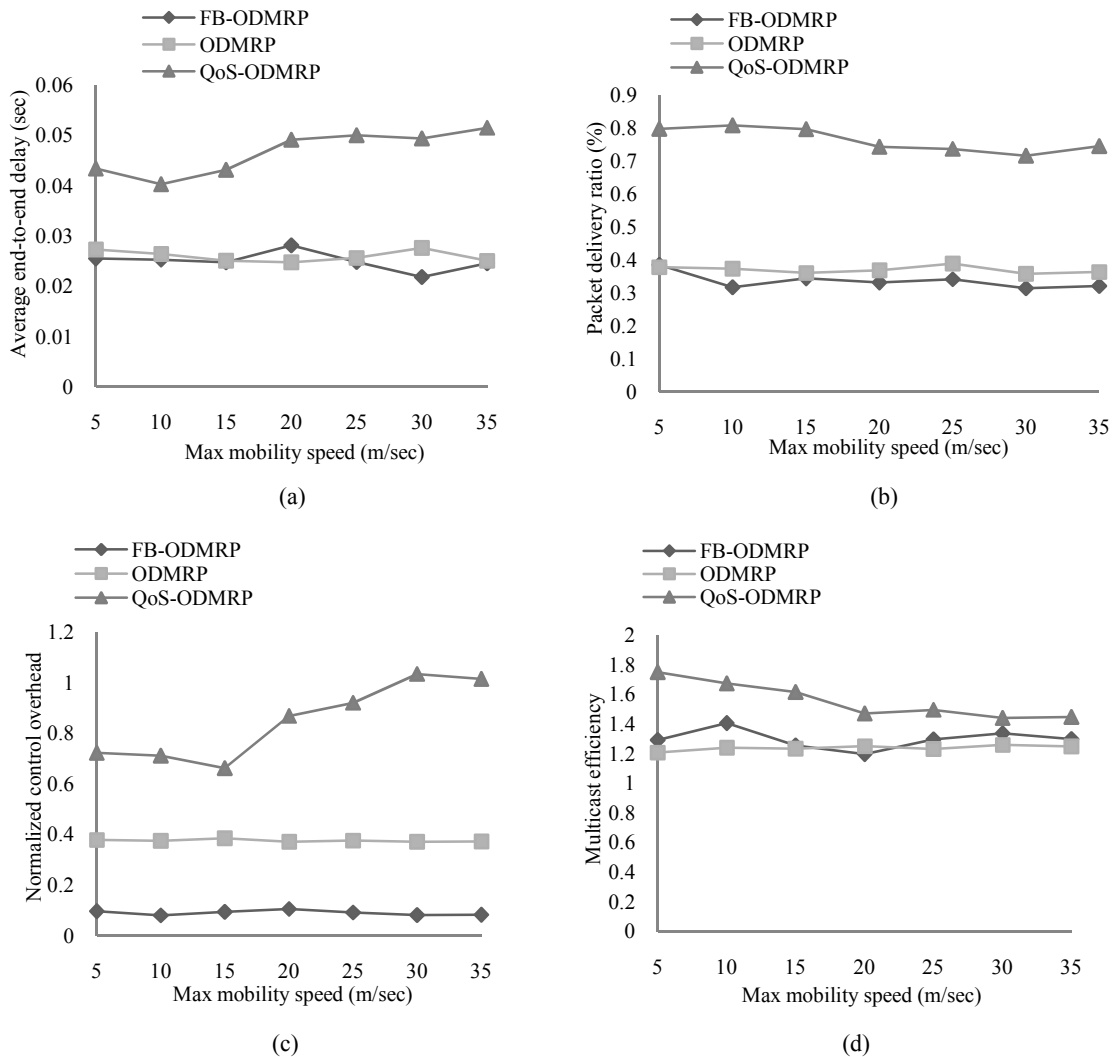 FB-ODMRP
ODMRP
QoS-ODMRP
Average end-to-end delay (sec)
0.06
0.05
0.04
0.03
0.02
0.01
0
5 10 15 20 25 30 35
Max mobility speed (m/sec)
(a)
FB-ODMRP
ODMRP
QoS-ODMRP
Packet delivery ratio (%)
0.9
0.8
0.7
0.6
0.5
0.4
0.3
0.2
0.1
0
5 10 15 20 25 30 35
Max mobility speed (m/sec)
(b)
FB-ODMRP
ODMRP
QoS-ODMRP
Normalized control overhead
1.2
1
0.8
0.6
0.4
0.2
0
5 10 15 20 25 30 35
Max mobility speed (m/sec)
(c)
FB-ODMRP
ODMRP
QoS-ODMRP
Multicast efficiency
2
1.8
1.6
1.4
1.2
1
0.8
0.6
0.4
0.2
0
5 10 15 20 25 30 35
Max mobility speed (m/sec)
(d)